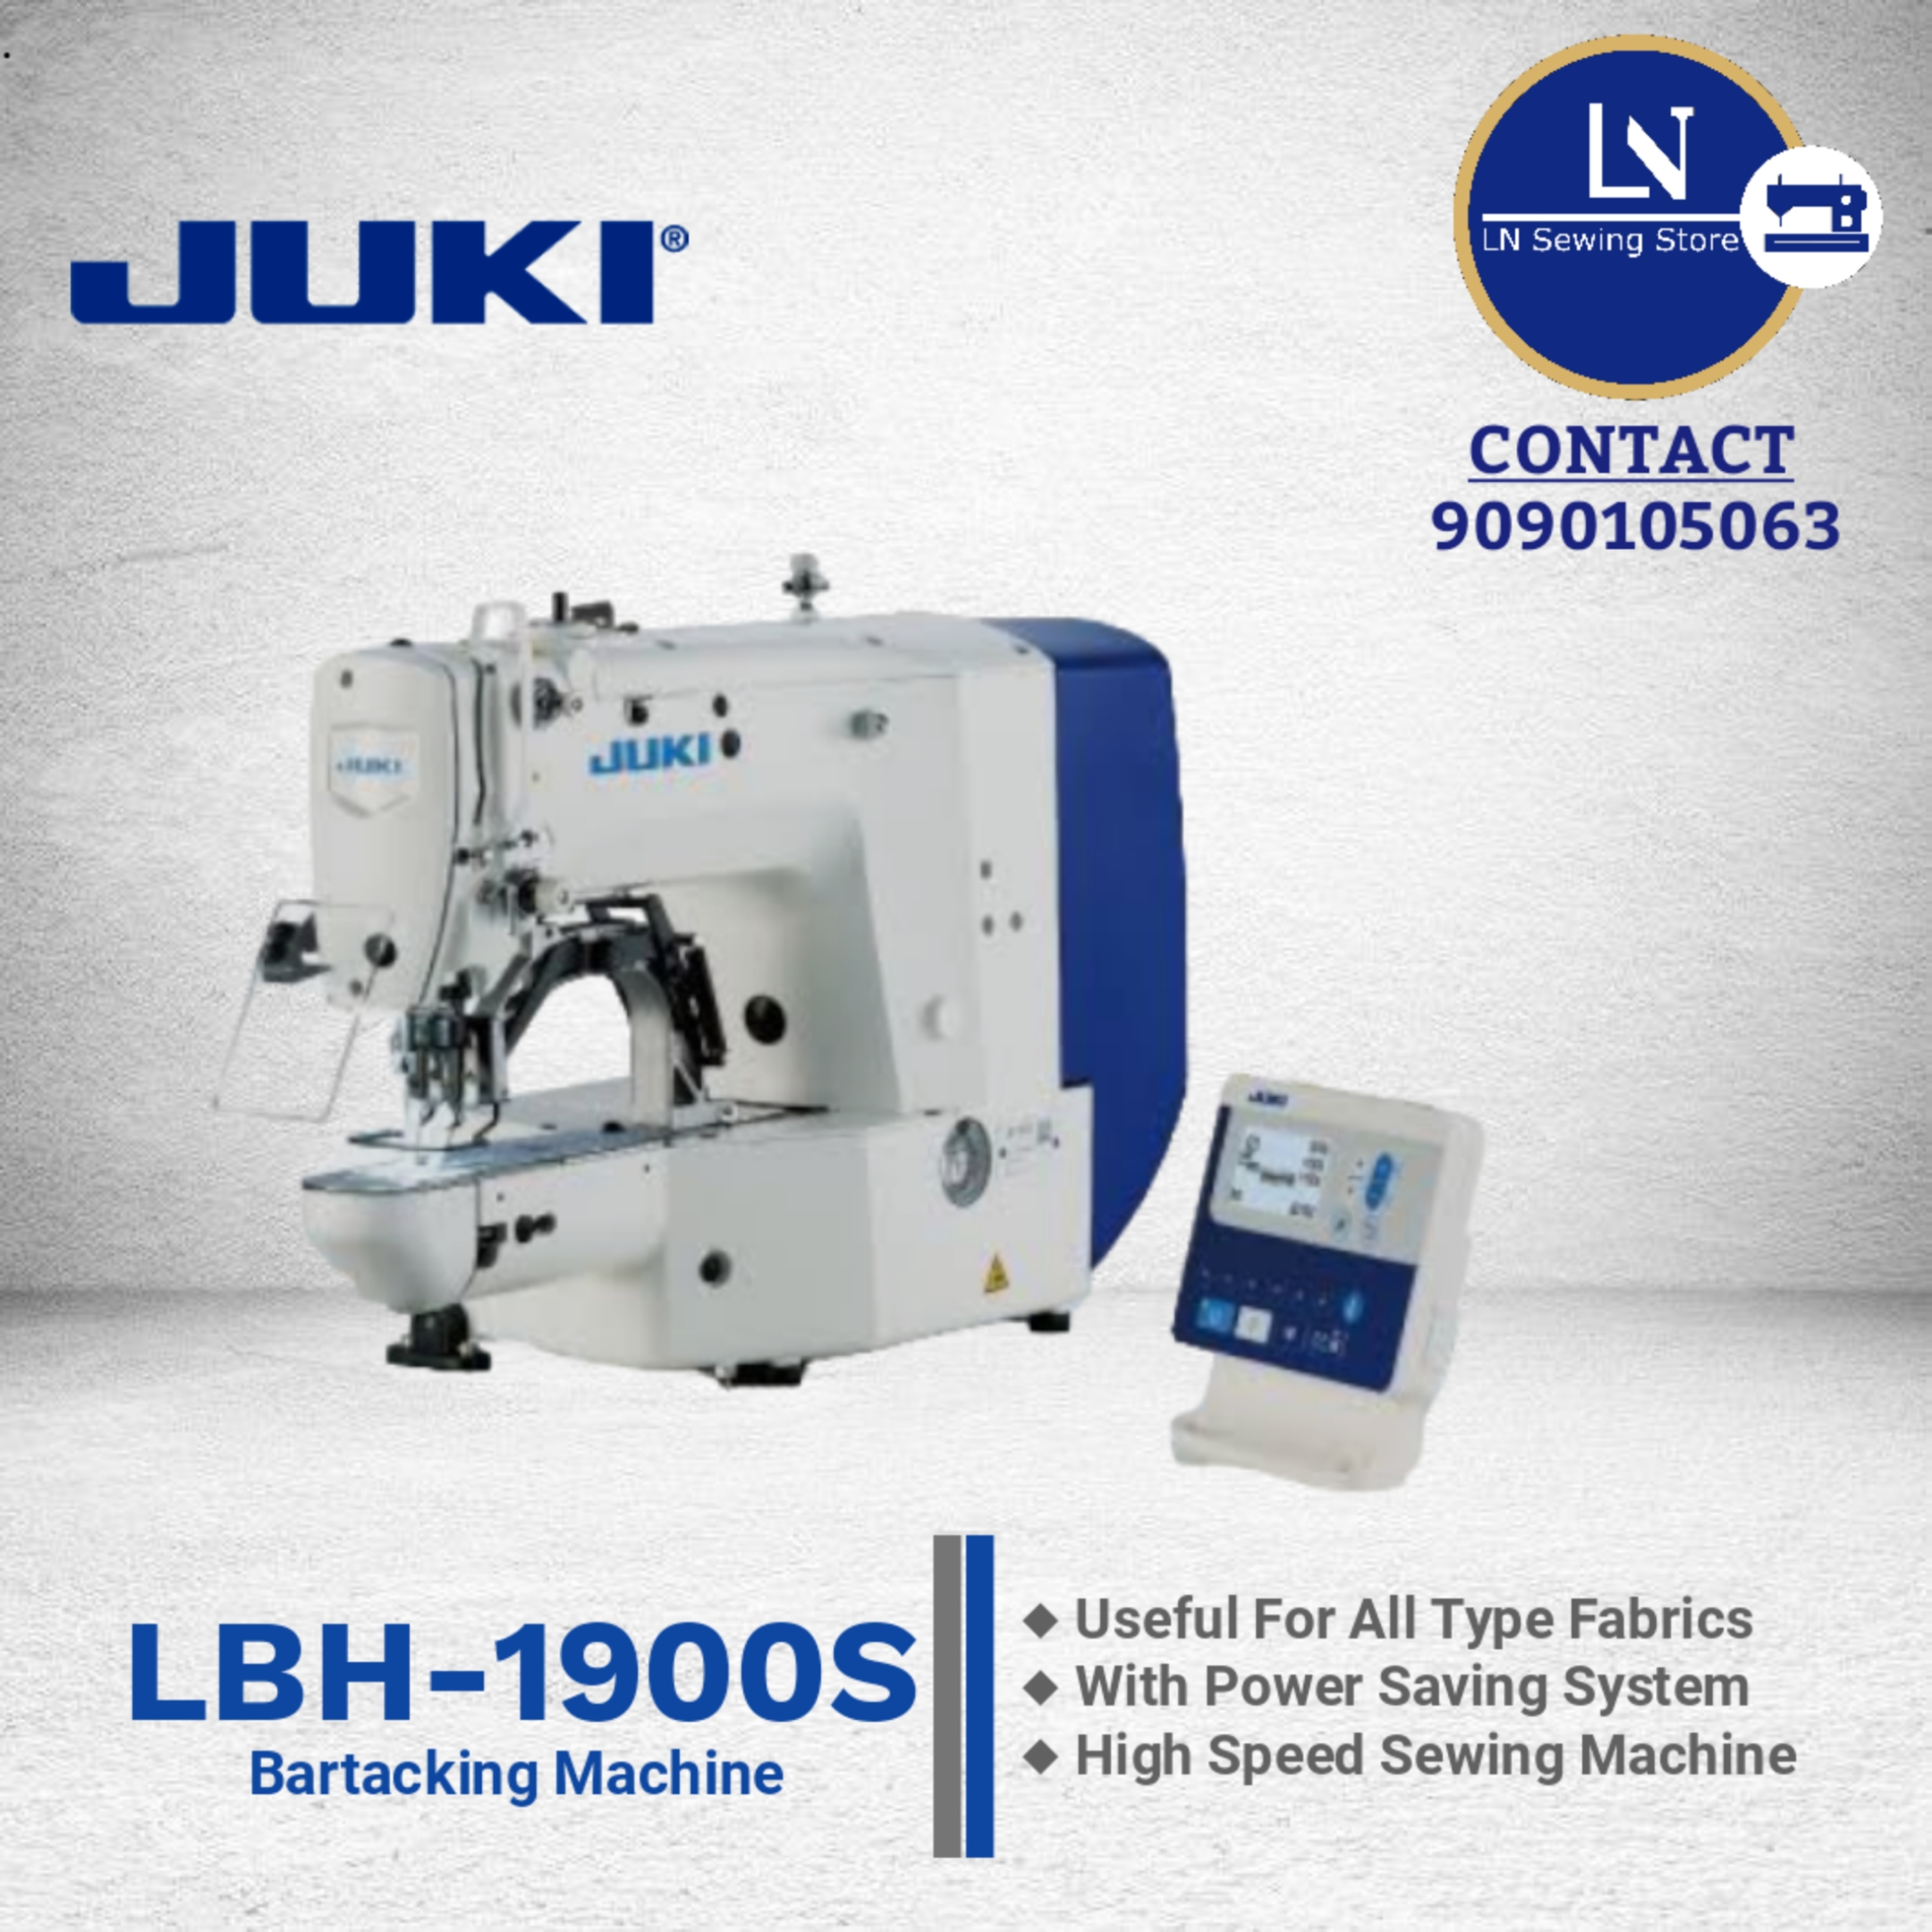 JUKI®
LN
LN Sewing Store
CONTACT
9090105063
JUKI
JUKI
JUKI
LBH-1900S
Bartacking Machine
Useful For All Type Fabrics
With Power Saving System
High Speed Sewing Machine